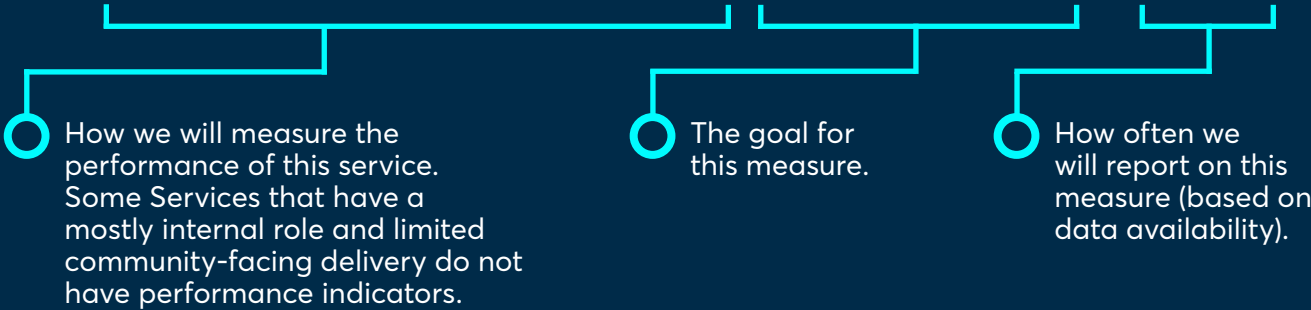 How we will measure the
performance of this service.
Some Services that have a
mostly internal role and limited
community-facing delivery do not
have performance indicators.
The goal for
this measure.
How often we
will report on this
measure (based on
data availability).